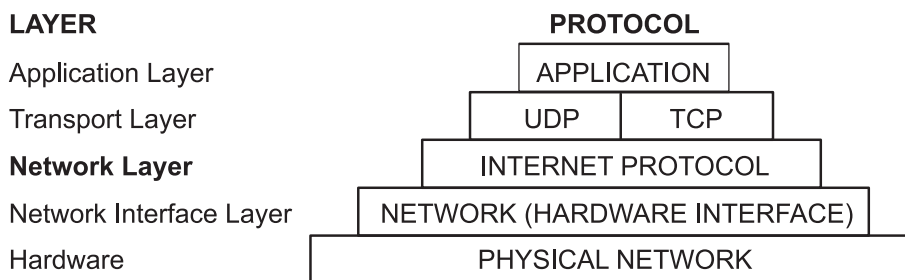 LAYER PROTOCOL
Application Layer APPLICATION
Transport Layer UDP TCP
Network Layer INTERNET PROTOCOL
Network Interface Layer NETWORK (HARDWARE INTERFACE)
Hardware PHYSICAL NETWORK